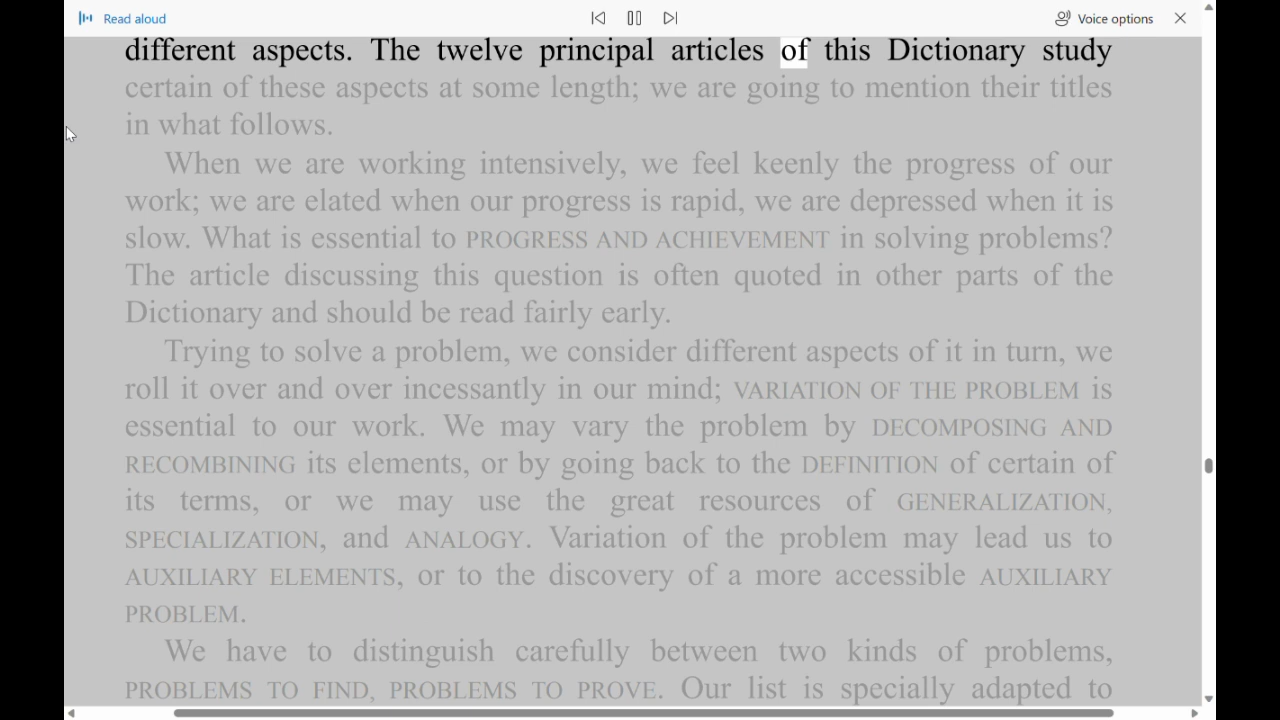 Read aloud
Voice options
different aspects. The twelve principal articles of this Dictionary study
certain of these aspects at some length; we are going to mention their titles
in what follows.
When we are working intensively, we feel keenly the progress of our
work; we are elated when our progress is rapid, we are depressed when it is
slow. What is essential to PROGRESS AND ACHIEVEMENT in solving problems?
The article discussing this question is often quoted in other parts of the
Dictionary and should be read fairly early.
Trying to solve a problem, we consider different aspects of it in turn, we
roll it over and over incessantly in our mind; VARIATION OF THE PROBLEM is
essential to our work. We may vary the problem by DECOMPOSING AND
RECOMBINING its elements, or by going back to the DEFINITION of certain of
its terms, or we may use the great resources of GENERALIZATION,
SPECIALIZATION, and ANALOGY. Variation of the problem may lead us to
AUXILIARY ELEMENTS, or to the discovery of a more accessible AUXILIARY
PROBLEM.
We have to distinguish carefully between two kinds of problems,
PROBLEMS TO FIND, PROBLEMS TO PROVE. Our list is specially adapted to